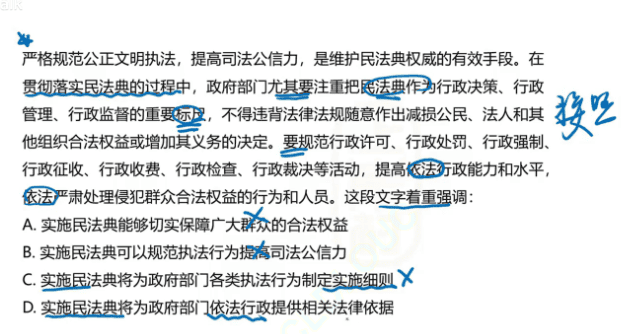 严格规范公正文明执法，提高司法公信力，是维护民法典权威的有效手段。在
贯彻落实民法典的过程中，政府部门尤其要注重把民法典作为行政决策、行政
管理、行政监督的重要标尺，不得违背法律法规随意作出减损公民、法人和其
他组织合法权益或增加其义务的决定。要规范行政许可、行政处罚、行政强制、
行政征收、行政收费、行政检查、行政裁决等活动，提高依法行政能力和水平，
依法严肃处理侵犯群众合法权益的行为和人员。这段文字着重强调：
A. 实施民法典能够切实保障广大群众的合法权益
B. 实施民法典可以规范执法行为提高司法公信力
C. 实施民法典将为政府部门各类执法行为制定实施细则
D. 实施民法典将为政府部门依法行政提供相关法律依据